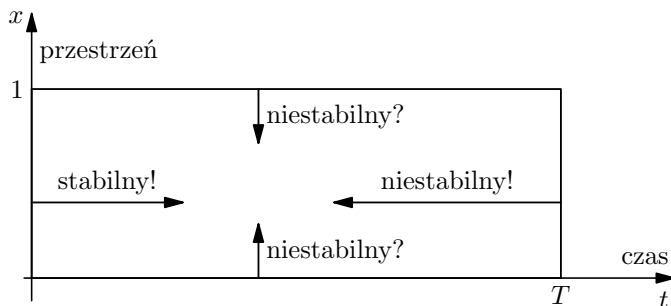 x
przestrzeń
1
niestabilny?
stabilny!
niestabilny!
niestabilny?
czas
T
t